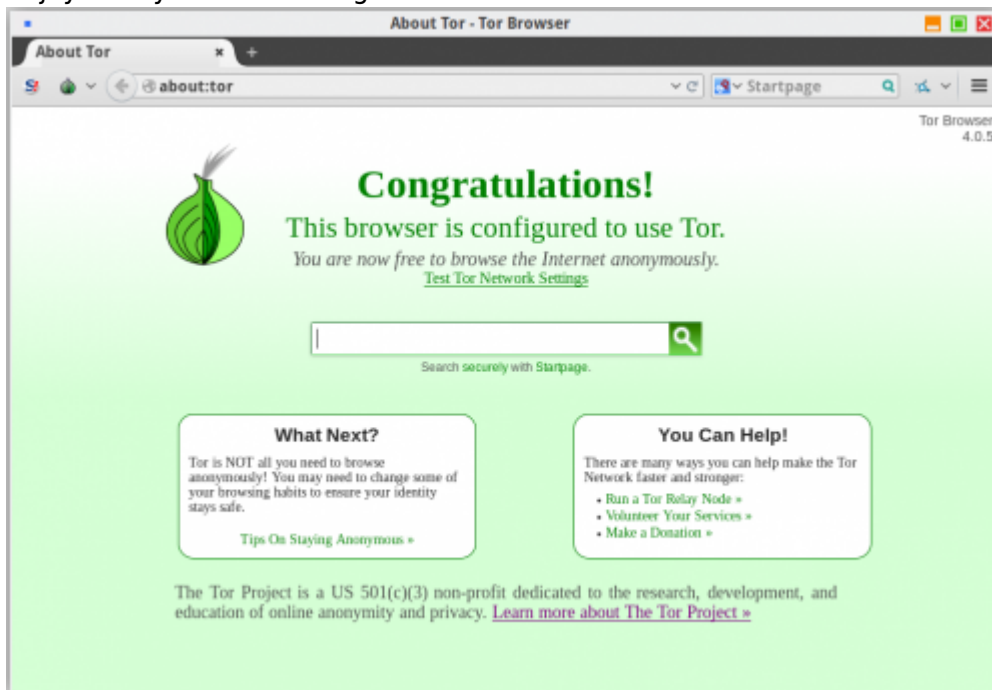 About Tor - Tor Browser
About Tor
about:tor
Startpage
Tor Browser
4.0.5
Congratulations!
This browser is configured to use Tor.
You are now free to browse the Internet anonymously.
Test Tor Network Settings
Search securely with Startpage.
What Next?
Tor is NOT all you need to browse
anonymously! You may need to change some of
your browsing habits to ensure your identity
stays safe.
Tips On Staying Anonymous »
You Can Help!
There are many ways you can help make the Tor
Network faster and stronger:
• Run a Tor Relay Node »
• Volunteer Your Services »
• Make a Donation »
The Tor Project is a US 501(c)(3) non-profit dedicated to the research, development, and
education of online anonymity and privacy. Learn more about The Tor Project »